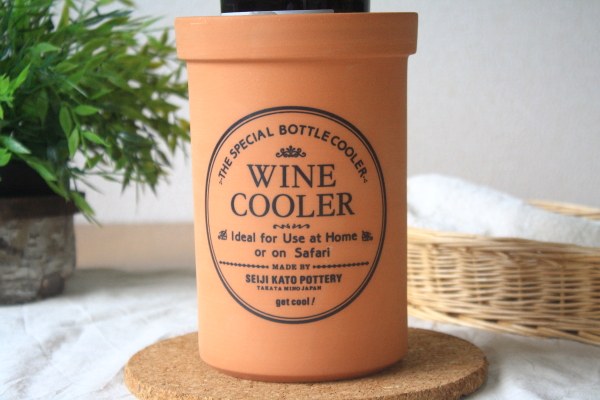 THE SPECIAL BOTTLE COOLER
WINE
COOLER
Ideal for Use at Home
or on Safari
MADE BY
SEIJI KATO POTTERY
TAKATA MINO JAPAN
get cool!